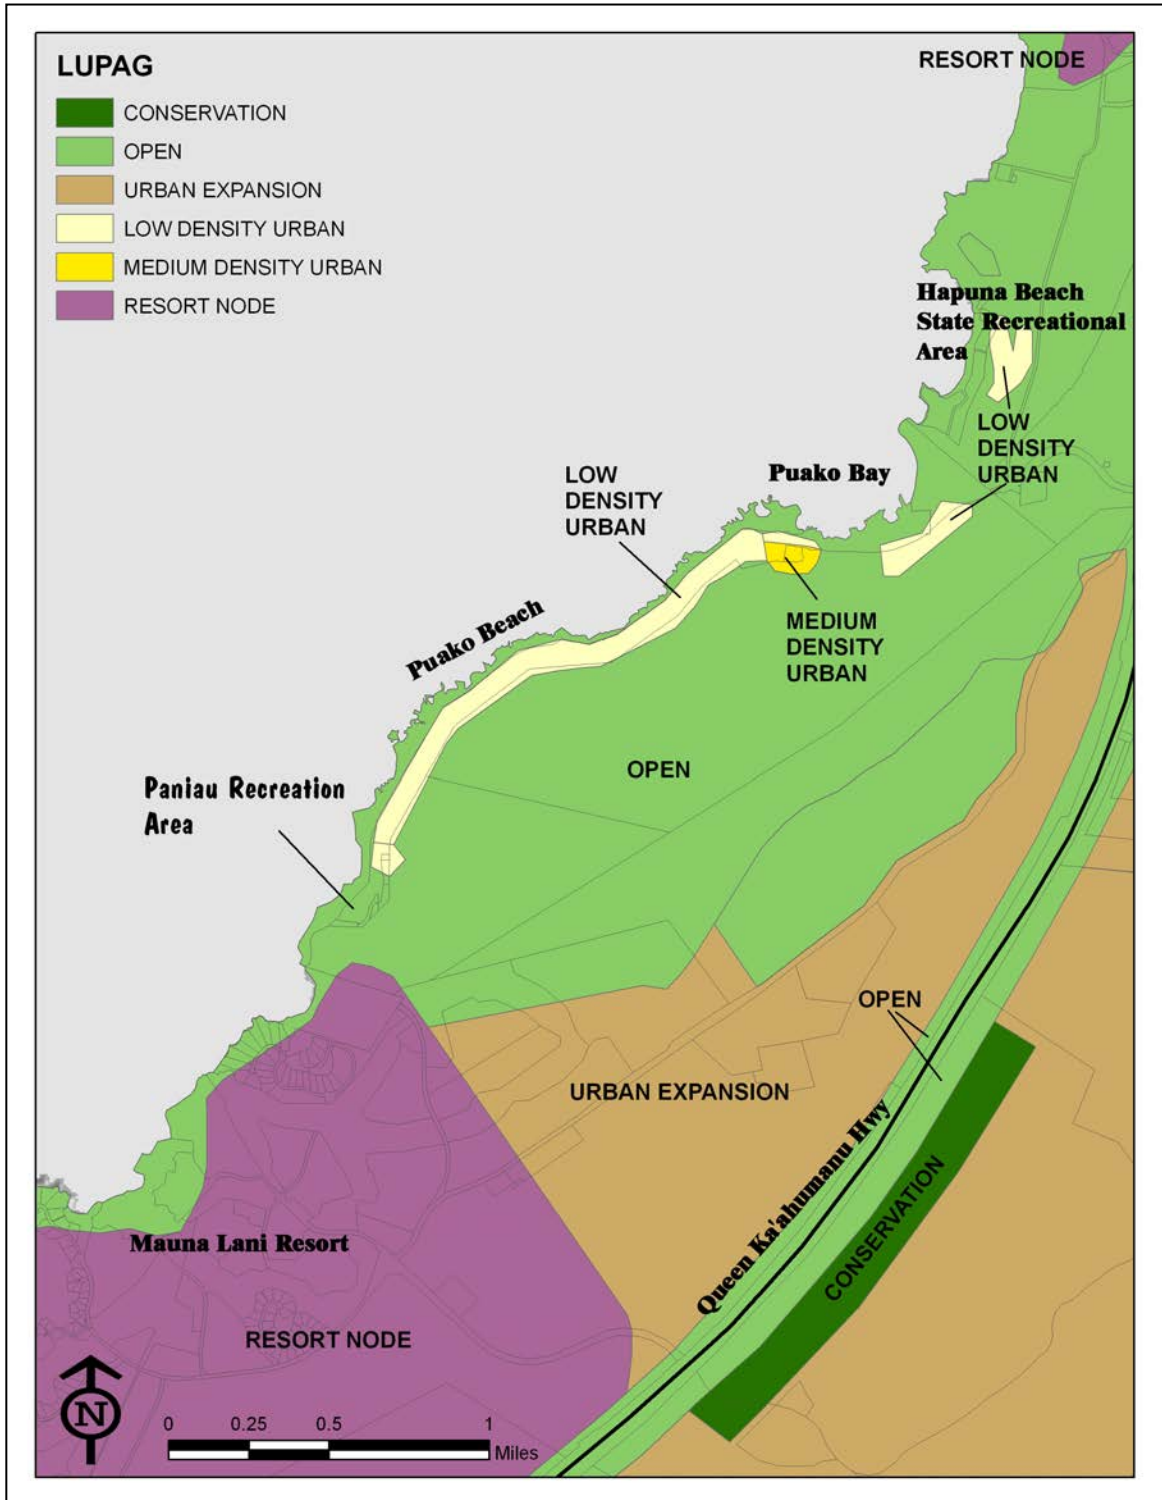 LUPAG
CONSERVATION
OPEN
URBAN EXPANSION
LOW DENSITY URBAN
MEDIUM DENSITY URBAN
RESORT NODE
RESORT NODE
Hapuna Beach
State Recreational
Area
LOW
DENSITY
URBAN
Puako Bay
LOW
DENSITY
URBAN
MEDIUM
DENSITY
URBAN
Puako Beach
OPEN
Paniau Recreation
Area
OPEN
URBAN EXPANSION
Queen Ka'ahumanu Hwy
CONSERVATION
Mauna Lani Resort
RESORT NODE
N
0 0.25 0.5 1
Miles